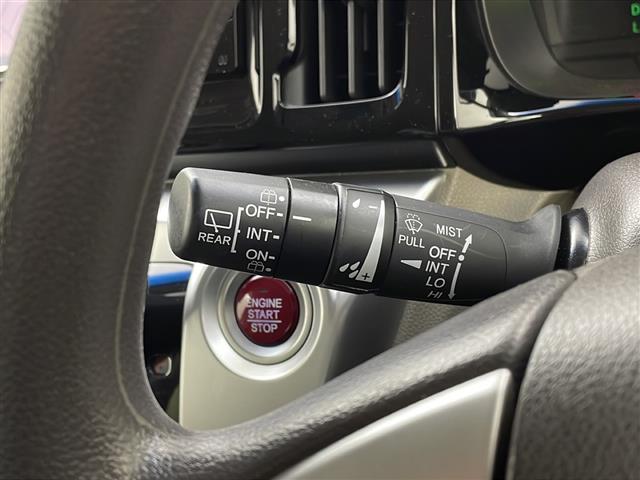 OFF
INT
ON
REAR
PULL
MIST
OFF
INT
LO
HI
ENGINE
START
STOP
D
L